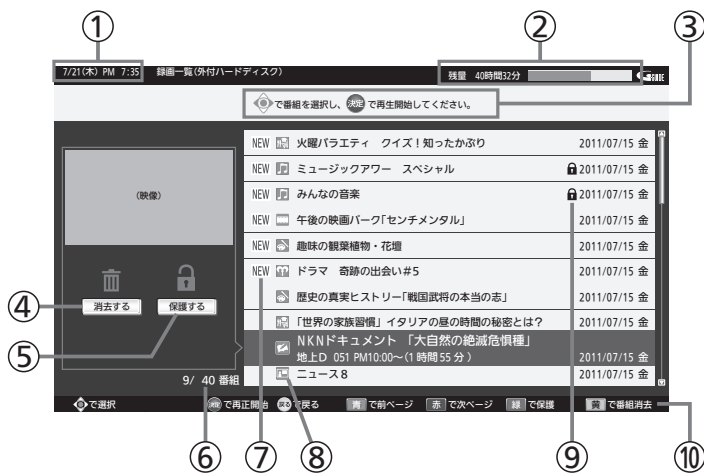 ① ② ③
7/21(木) PM 7:35 録画一覧(外付ハードディスク) 残量 40時間32分 GGUIDE
で番組を選択し、決定 で再生開始してください。
NEW 火曜バラエティ クイズ！知ったかぶり 2011/07/15 金
NEW ミュージックアワー スペシャル 2011/07/15 金
NEW みんなの音楽 2011/07/15 金
(映像)
NEW 午後の映画パーク「センチメンタル」 2011/07/15 金
NEW 趣味の観葉植物・花壇 2011/07/15 金
NEW ドラマ 奇跡の出会い#5 2011/07/15 金
④ 消去する 保護する
歴史の真実ヒストリー「戦国武将の本当の志」 2011/07/15 金
⑤
「世界の家族習慣」イタリアの昼の時間の秘密とは？ 2011/07/15 金
NKNドキュメント 「大自然の絶滅危惧種」
地上D 051 PM10:00～(1時間55分) 2011/07/15 金
9/ 40 番組
ニュース8 2011/07/15 金
で選択 決定 で再正開始 戻る で戻る 青 で前ページ 赤 で次ページ 緑 で保護 黄 で番組消去
⑥ ⑦ ⑧ ⑨ ⑩